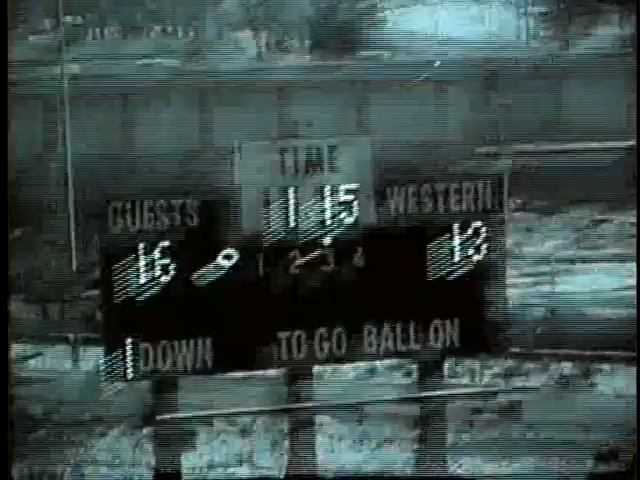 TIME
1 15
GUESTS WESTERN
16 1 2 3 4 13
1 DOWN TO GO BALL ON